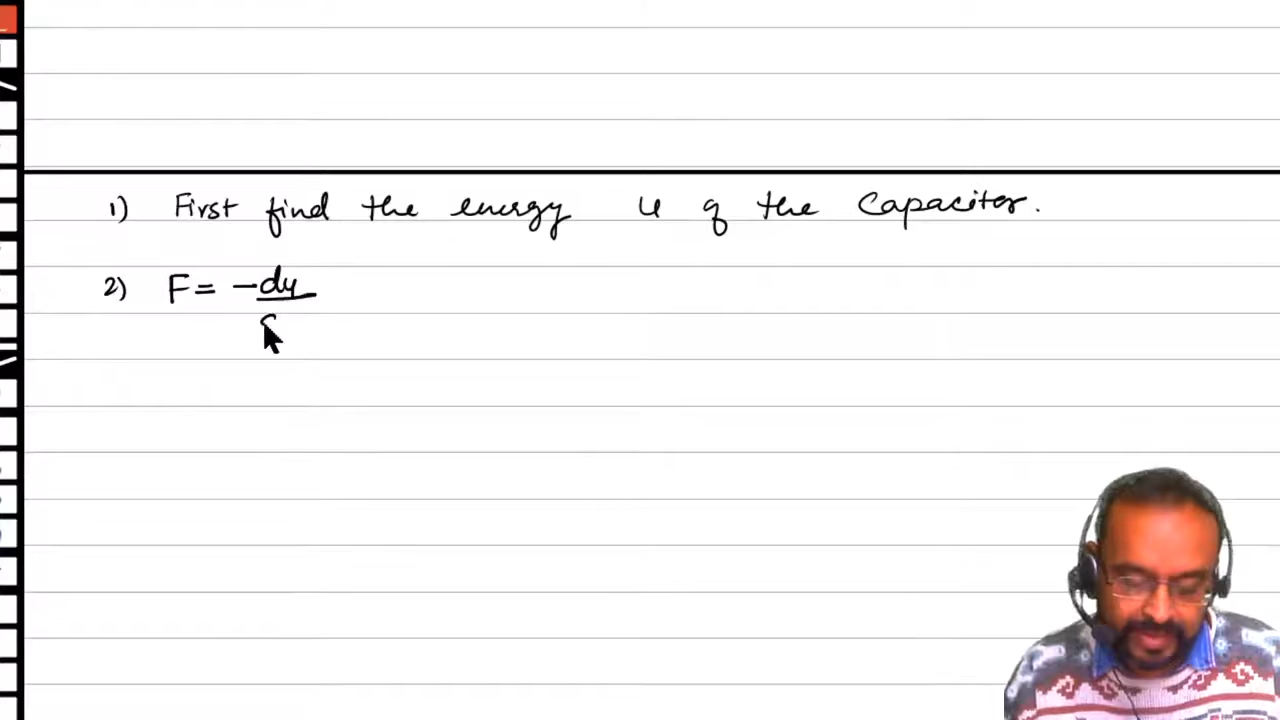 1) First find the energy U of the Capacitor.
2) F = -du